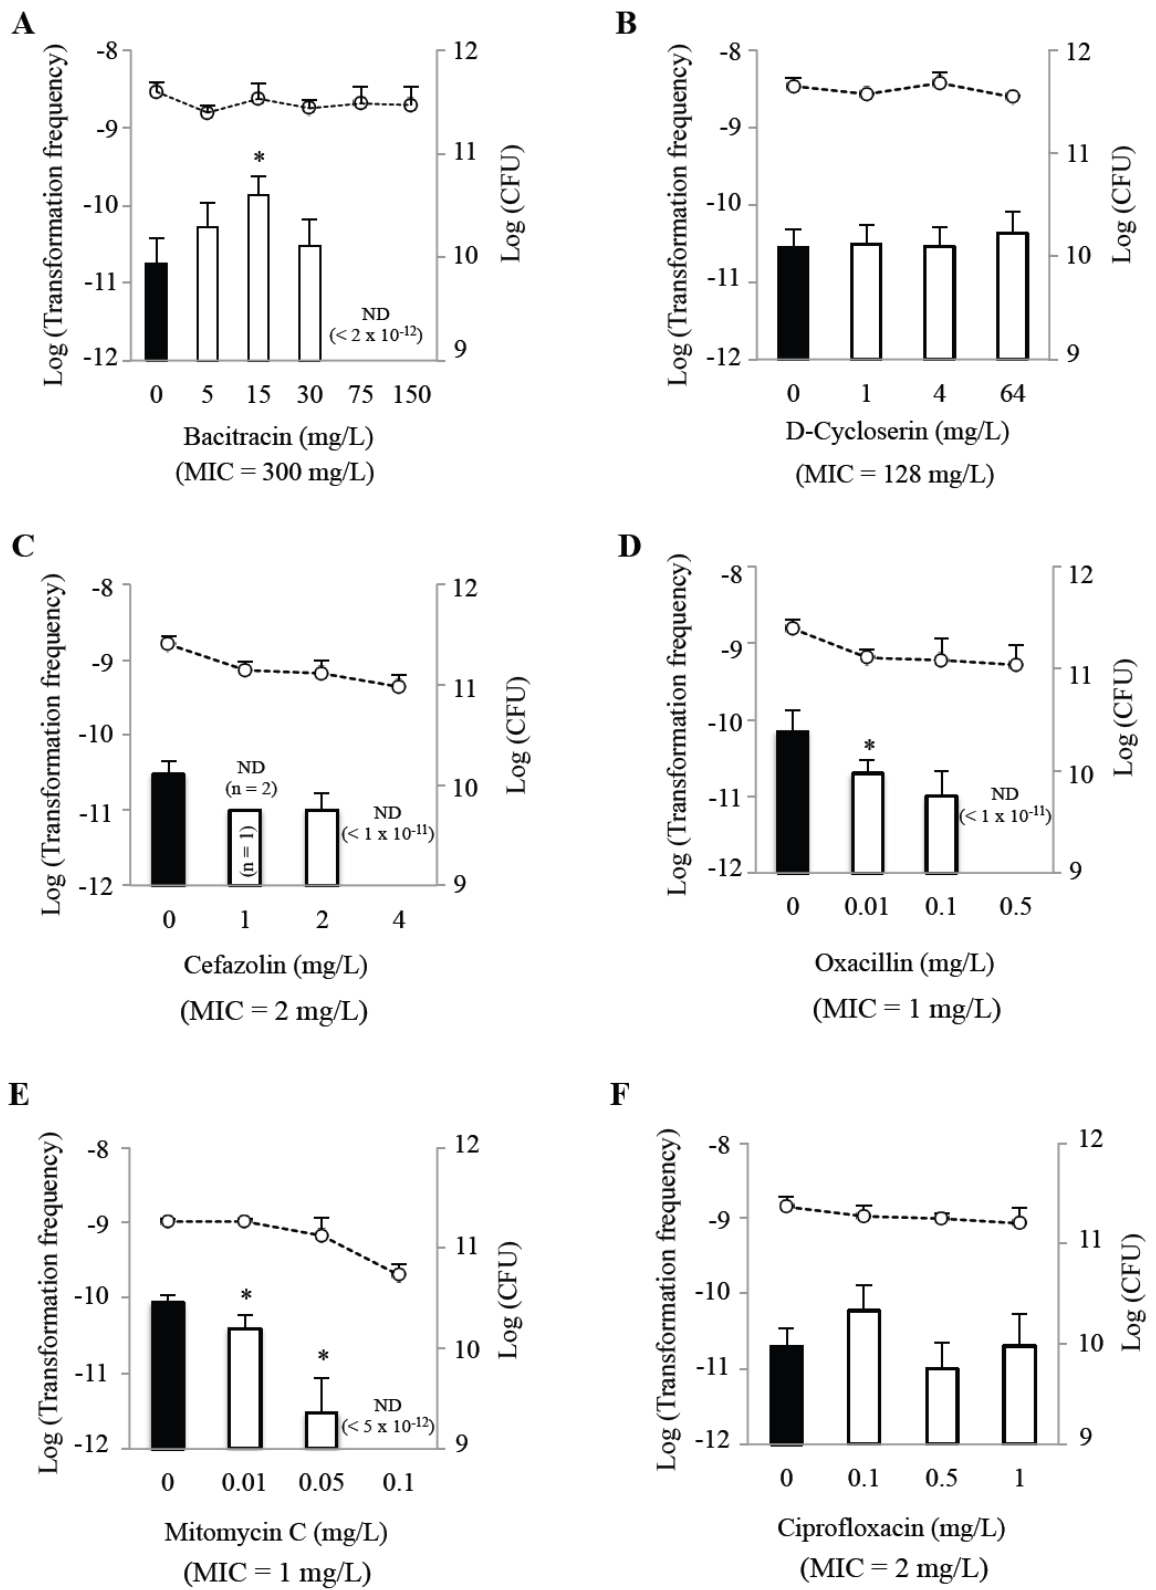 A
Log (Transformation frequency)
-8
-9
-10
-11
-12
*
ND
(< 2 x 10-12)
12
11
10
9
Log (CFU)
0 5 15 30 75 150
Bacitracin (mg/L)
(MIC = 300 mg/L)
B
Log (Transformation frequency)
-8
-9
-10
-11
-12
12
11
10
9
Log (CFU)
0 1 4 64
D-Cycloserin (mg/L)
(MIC = 128 mg/L)
C
Log (Transformation frequency)
-8
-9
-10
-11
-12
ND
(n = 2)
(n = 1)
ND
(< 1 x 10-11)
12
11
10
9
Log (CFU)
0 1 2 4
Cefazolin (mg/L)
(MIC = 2 mg/L)
D
Log (Transformation frequency)
-8
-9
-10
-11
-12
*
ND
(< 1 x 10-11)
12
11
10
9
Log (CFU)
0 0.01 0.1 0.5
Oxacillin (mg/L)
(MIC = 1 mg/L)
E
Log (Transformation frequency)
-8
-9
-10
-11
-12
*
*
ND
(< 5 x 10-12)
12
11
10
9
Log (CFU)
0 0.01 0.05 0.1
Mitomycin C (mg/L)
(MIC = 1 mg/L)
F
Log (Transformation frequency)
-8
-9
-10
-11
-12
12
11
10
9
Log (CFU)
0 0.1 0.5 1
Ciprofloxacin (mg/L)
(MIC = 2 mg/L)